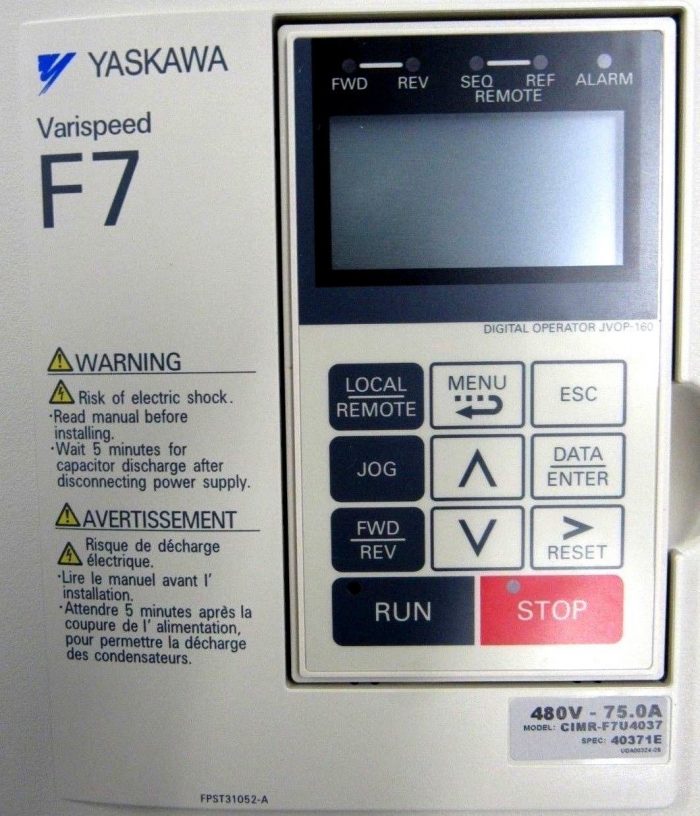 YASKAWA
Varispeed
F7
FWD REV SEQ REF ALARM
REMOTE
DIGITAL OPERATOR JVOP-160
LOCAL
REMOTE
MENU
ESC
JOG
DATA
ENTER
FWD
REV
>
RESET
RUN
STOP
WARNING
Risk of electric shock.
·Read manual before
installing.
·Wait 5 minutes for
capacitor discharge after
disconnecting power supply.
AVERTISSEMENT
Risque de décharge
électrique.
·Lire le manuel avant l'
installation.
·Attendre 5 minutes après la
coupure de l' alimentation,
pour permettre la décharge
des condensateurs.
480V - 75.0A
MODEL: CIMR-F7U4037
SPEC: 40371E
FPST31052-A